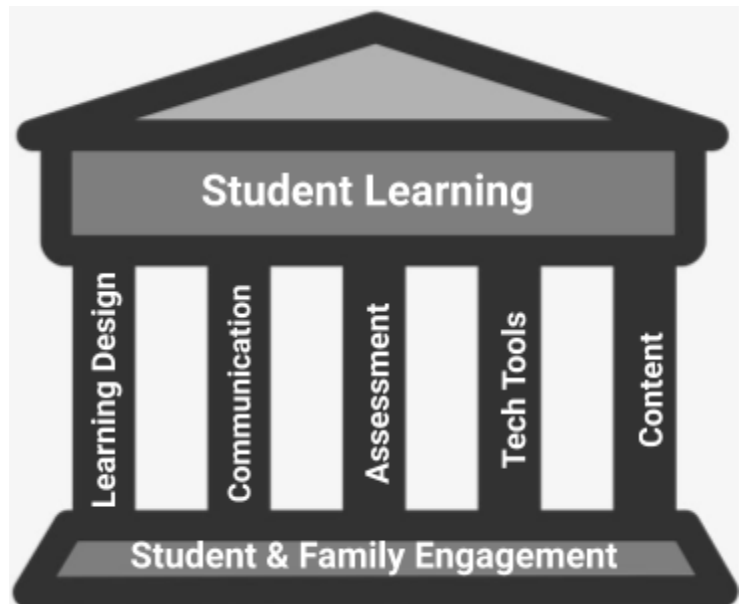 Student Learning
Learning Design
Communication
Assessment
Tech Tools
Content
Student & Family Engagement